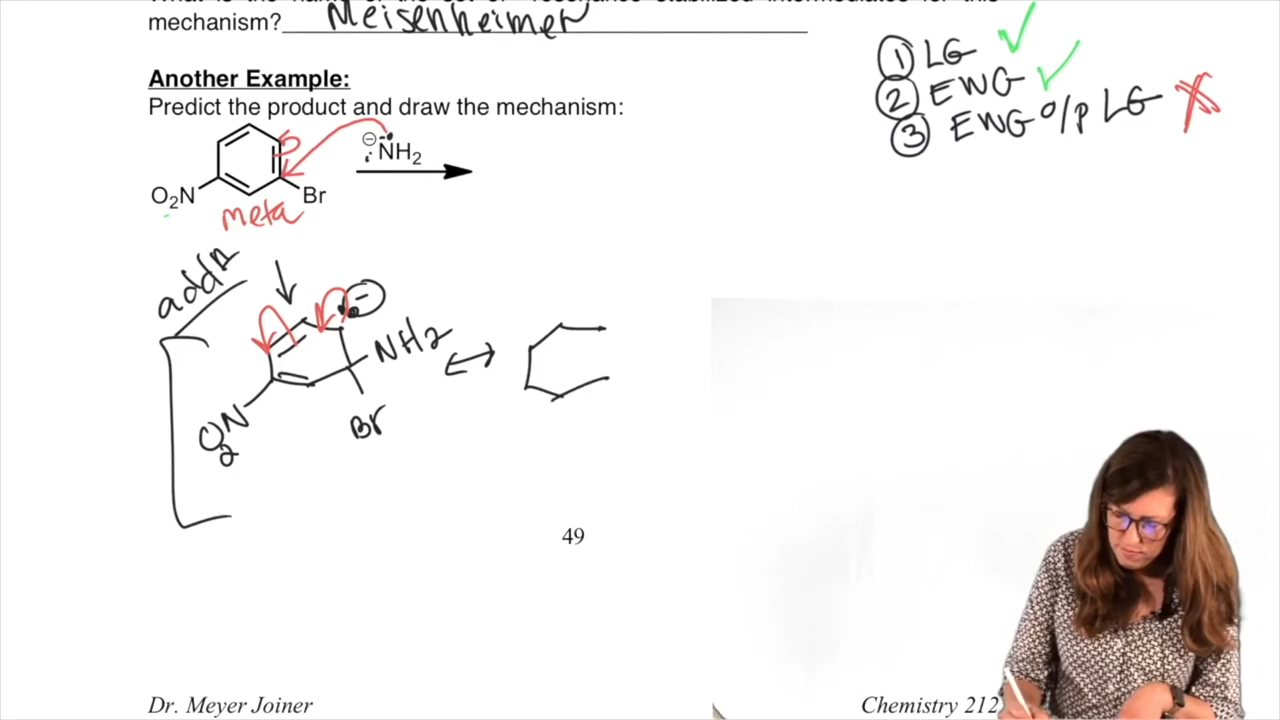 mechanism? Meisenheimer
Another Example:
Predict the product and draw the mechanism:
O2N
Br
meta
⊖
:NH2
① LG ✓
② EWG ✓
③ EWG o/p LG X
addn
O2N
NH2
Br
49
Dr. Meyer Joiner
Chemistry 212